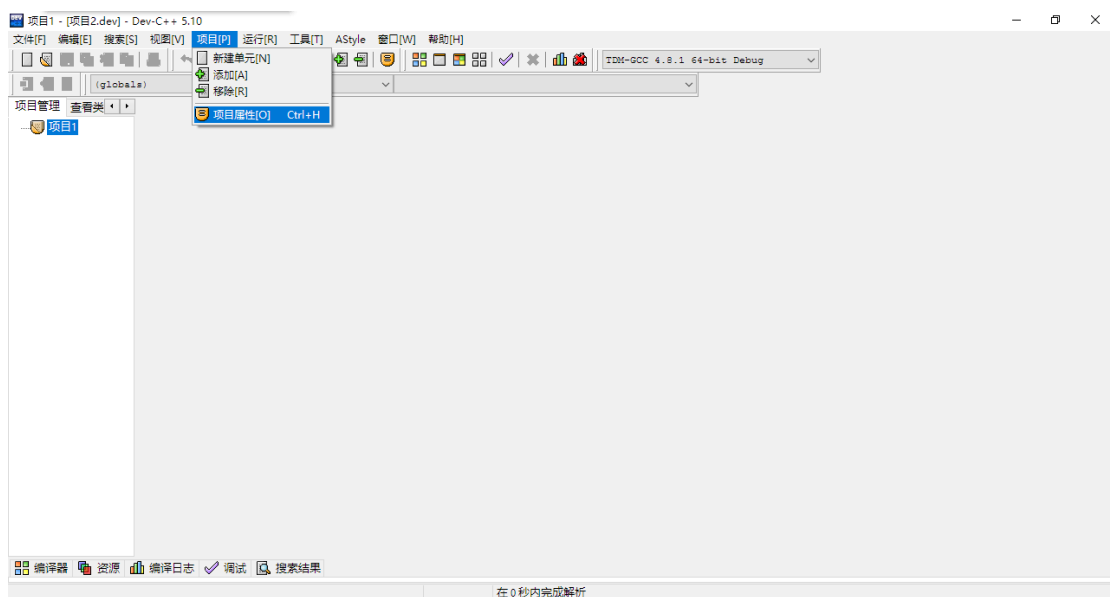 项目1 - [项目2.dev] - Dev-C++ 5.10
文件[F] 编辑[E] 搜索[S] 视图[V] 项目[P] 运行[R] 工具[T] AStyle 窗口[W] 帮助[H]
新建单元[N]
TDM-GCC 4.8.1 64-bit Debug
添加[A]
(globals)
移除[R]
项目管理 查看类
项目属性[O] Ctrl+H
项目1
编译器 资源 编译日志 调试 搜索结果
在 0 秒内完成解析